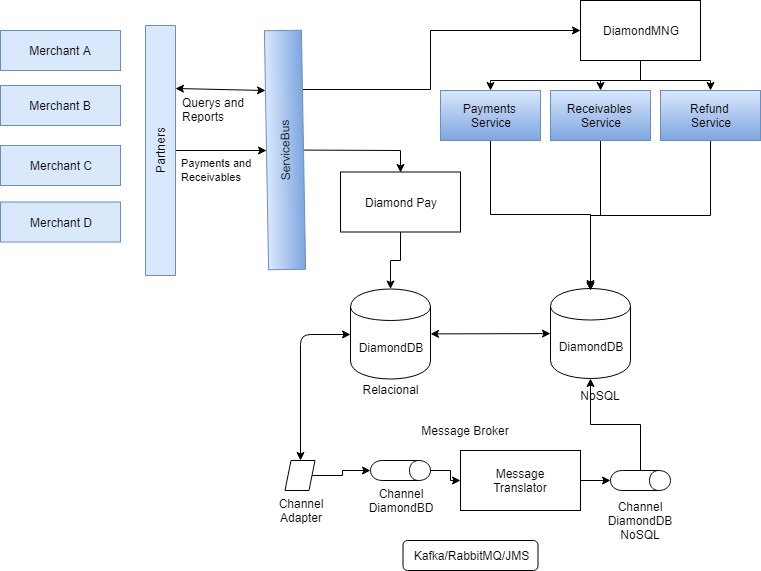 DiamondMNG
Merchant A
Merchant B
Merchant C
Merchant D
Partners
Querys and
Reports
Payments and
Receivables
ServiceBus
Payments
Service
Receivables
Service
Refund
Service
Diamond Pay
DiamondDB
Relacional
DiamondDB
NoSQL
Message Broker
Channel
Adapter
Channel
DiamondBD
Message
Translator
Channel
DiamondDB
NoSQL
Kafka/RabbitMQ/JMS